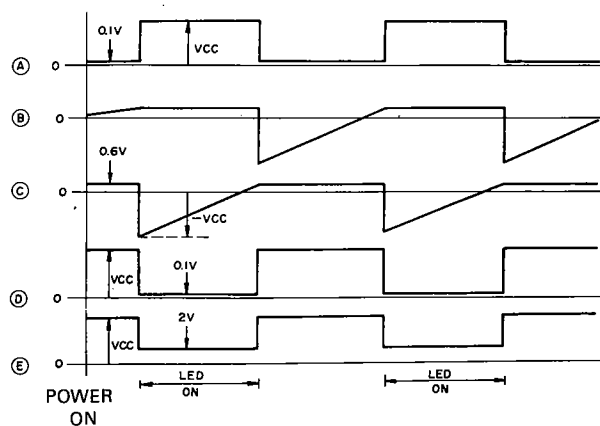 0.1V
VCC
A 0
B 0
0.6V
C 0
-VCC
VCC
0.1V
D 0
2V
VCC
E 0
LED ON
LED ON
POWER ON